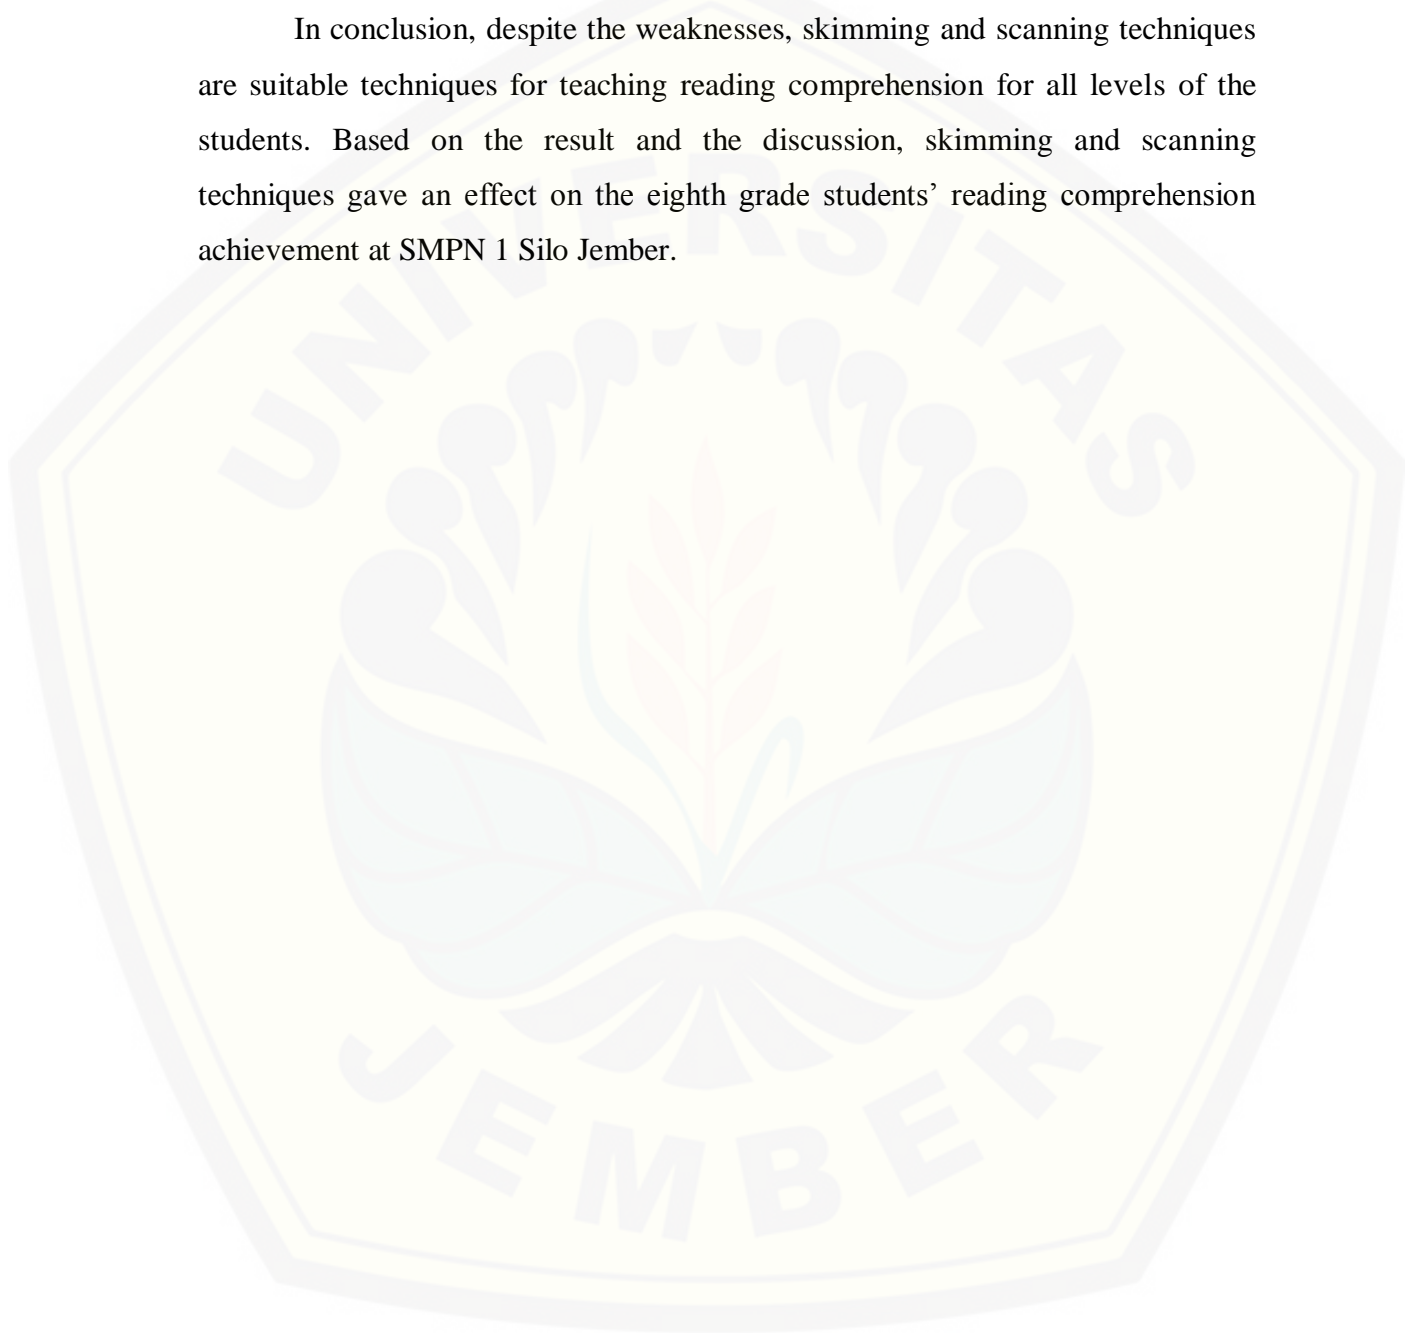 In conclusion, despite the weaknesses, skimming and scanning techniques
are suitable techniques for teaching reading comprehension for all levels of the
students. Based on the result and the discussion, skimming and scanning
techniques gave an effect on the eighth grade students’ reading comprehension
achievement at SMPN 1 Silo Jember.
UNIVERSITAS
JEMBER